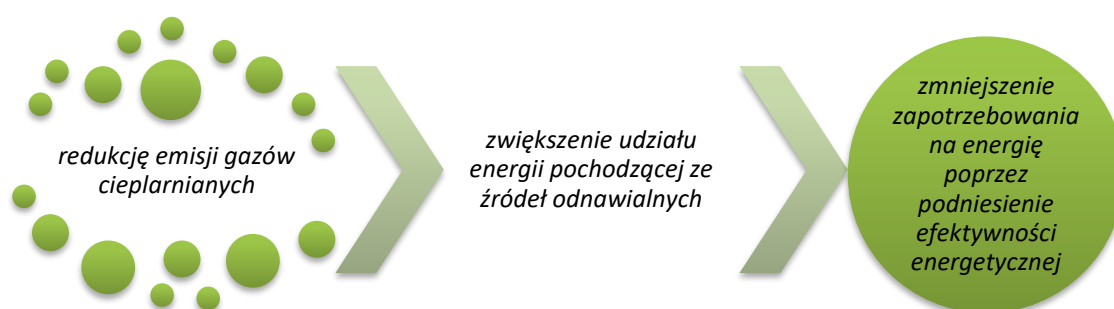 redukcję emisji gazów
cieplarnianych
zwiększenie udziału
energii pochodzącej ze
źródeł odnawialnych
zmniejszenie
zapotrzebowania
na energię
poprzez
podniesienie
efektywności
energetycznej